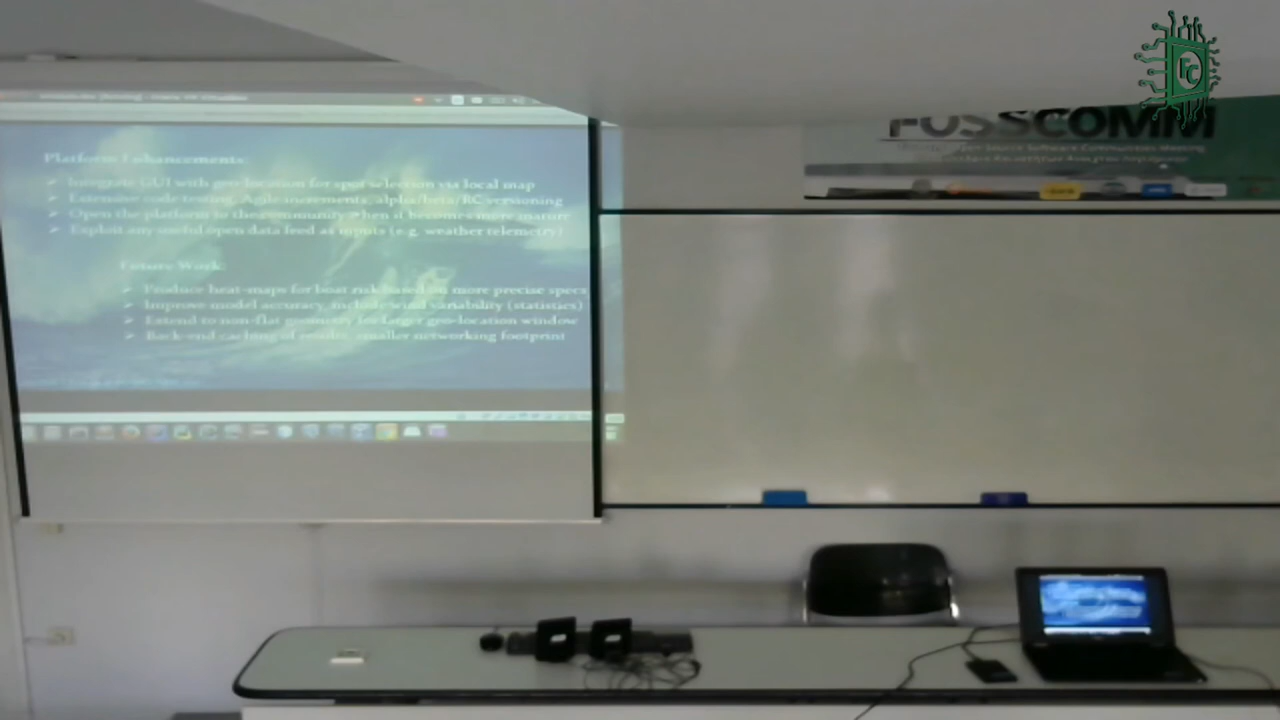 Platform Enhancements:
Integrate GUI with geo-location for spot selection via local map
Extensive code testing, Agile increments, alpha/beta/RC versioning
Open the platform to the community when it becomes more mature
Exploit any useful open data feed as inputs (e.g. weather telemetry)
Future Work:
Produce heat-maps for boat risk based on more precise specs
Improve model accuracy, include wind variability (statistics)
Extend to non-flat geometry for larger geo-location window
Back-end caching of results, smaller networking footprint
FOSSCOMM
FC